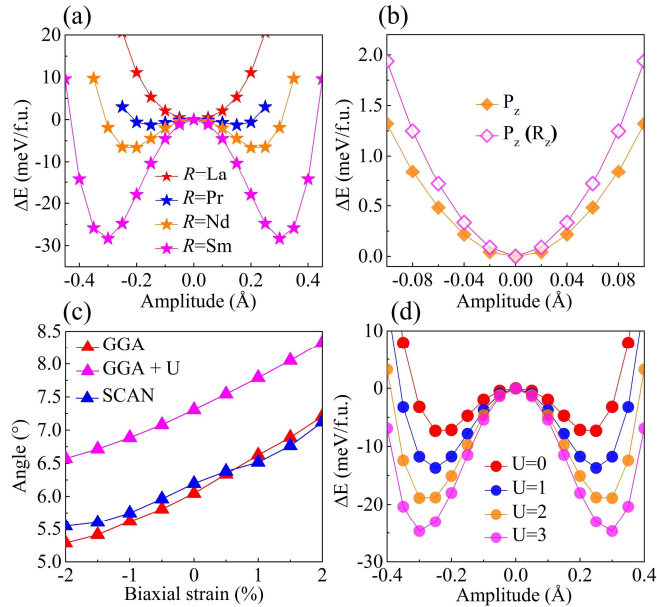 (a)
20
10
0
-10
-20
-30
ΔE (meV/f.u.)
R=La
R=Pr
R=Nd
R=Sm
-0.4 -0.2 0.0 0.2 0.4
Amplitude (Å)
(b)
2.0
1.5
1.0
0.5
0.0
ΔE (meV/f.u.)
P_z
P_z (R_z)
-0.08 -0.04 0.00 0.04 0.08
Amplitude (Å)
(c)
8.5
8.0
7.5
7.0
6.5
6.0
5.5
5.0
Angle (°)
GGA
GGA + U
SCAN
-2 -1 0 1 2
Biaxial strain (%)
(d)
10
0
-10
-20
-30
ΔE (meV/f.u.)
U=0
U=1
U=2
U=3
-0.4 -0.2 0.0 0.2 0.4
Amplitude (Å)